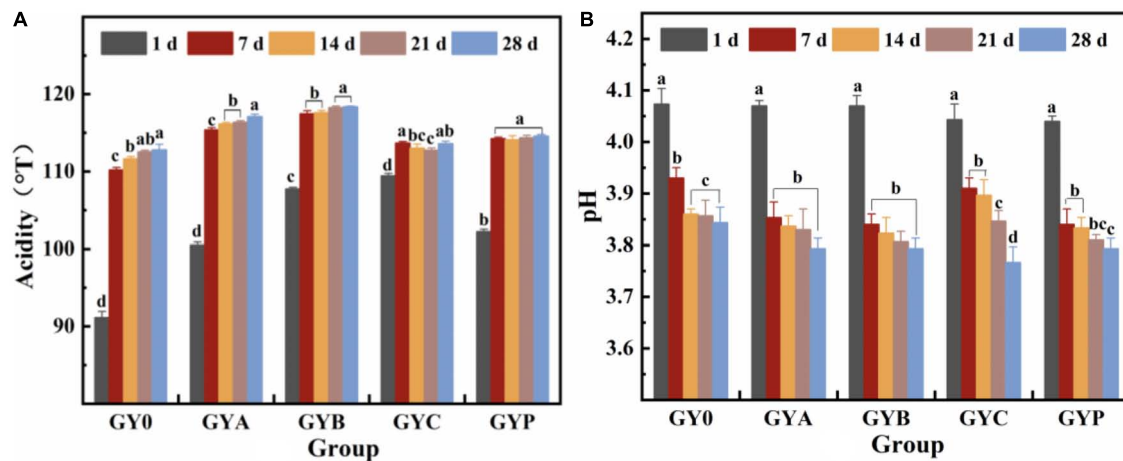 A
1 d 7 d 14 d 21 d 28 d
120
110
100
90
Acidity（°T）
d c b ab a
d c b a
c b a
d a bc c ab
b a
GY0 GYA GYB GYC GYP
Group
B
1 d 7 d 14 d 21 d 28 d
4.2
4.1
4.0
3.9
3.8
3.7
3.6
pH
a b c
a b
a b
a b c d
a b bc c
GY0 GYA GYB GYC GYP
Group